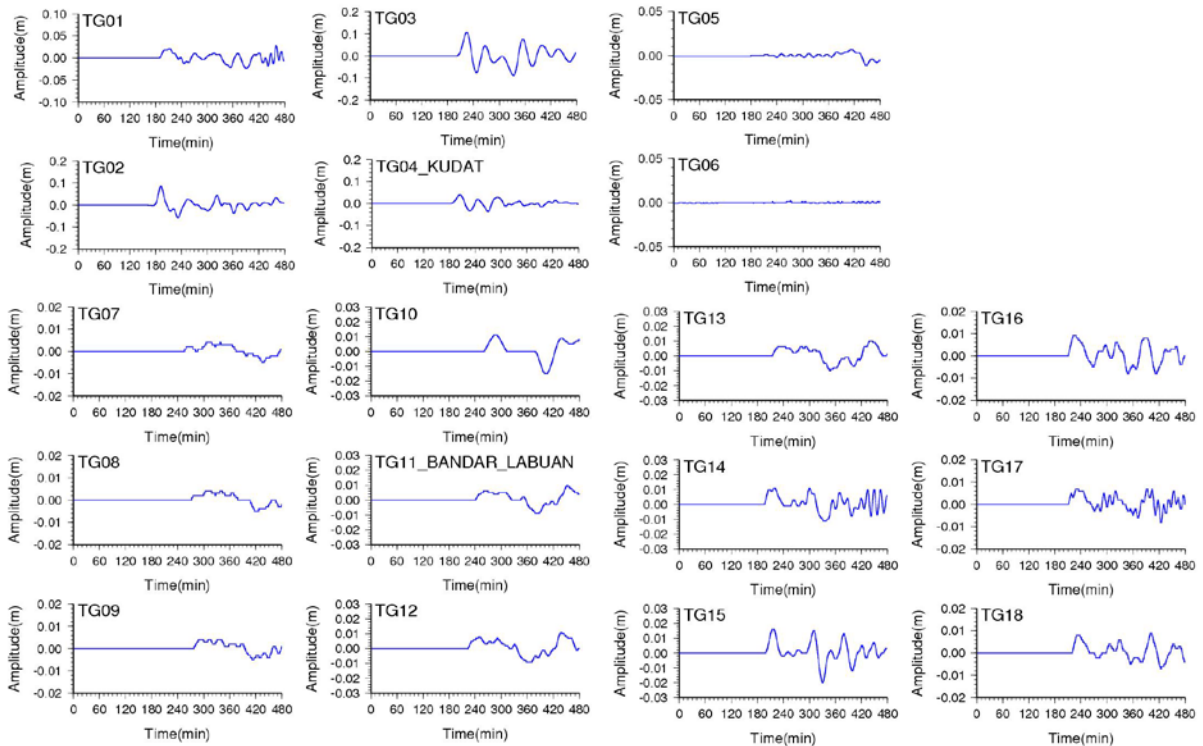 TG01
Amplitude(m)
0.10
0.05
0.00
-0.05
-0.10
0 60 120 180 240 300 360 420 480
Time(min)
TG03
Amplitude(m)
0.2
0.1
0.0
-0.1
-0.2
0 60 120 180 240 300 360 420 480
Time(min)
TG05
Amplitude(m)
0.05
0.00
-0.05
0 60 120 180 240 300 360 420 480
Time(min)
TG02
Amplitude(m)
0.2
0.1
0.0
-0.1
-0.2
0 60 120 180 240 300 360 420 480
Time(min)
TG04_KUDAT
Amplitude(m)
0.2
0.1
0.0
-0.1
-0.2
0 60 120 180 240 300 360 420 480
Time(min)
TG06
Amplitude(m)
0.05
0.00
-0.05
0 60 120 180 240 300 360 420 480
Time(min)
TG07
Amplitude(m)
0.02
0.01
0.00
-0.01
-0.02
0 60 120 180 240 300 360 420 480
Time(min)
TG10
Amplitude(m)
0.03
0.02
0.01
0.00
-0.01
-0.02
-0.03
0 60 120 180 240 300 360 420 480
Time(min)
TG13
Amplitude(m)
0.03
0.02
0.01
0.00
-0.01
-0.02
-0.03
0 60 120 180 240 300 360 420 480
Time(min)
TG16
Amplitude(m)
0.02
0.01
0.00
-0.01
-0.02
0 60 120 180 240 300 360 420 480
Time(min)
TG08
Amplitude(m)
0.02
0.01
0.00
-0.01
-0.02
0 60 120 180 240 300 360 420 480
Time(min)
TG11_BANDAR_LABUAN
Amplitude(m)
0.03
0.02
0.01
0.00
-0.01
-0.02
-0.03
0 60 120 180 240 300 360 420 480
Time(min)
TG14
Amplitude(m)
0.03
0.02
0.01
0.00
-0.01
-0.02
-0.03
0 60 120 180 240 300 360 420 480
Time(min)
TG17
Amplitude(m)
0.02
0.01
0.00
-0.01
-0.02
0 60 120 180 240 300 360 420 480
Time(min)
TG09
Amplitude(m)
0.02
0.01
0.00
-0.01
-0.02
0 60 120 180 240 300 360 420 480
Time(min)
TG12
Amplitude(m)
0.03
0.02
0.01
0.00
-0.01
-0.02
-0.03
0 60 120 180 240 300 360 420 480
Time(min)
TG15
Amplitude(m)
0.03
0.02
0.01
0.00
-0.01
-0.02
-0.03
0 60 120 180 240 300 360 420 480
Time(min)
TG18
Amplitude(m)
0.02
0.01
0.00
-0.01
-0.02
0 60 120 180 240 300 360 420 480
Time(min)